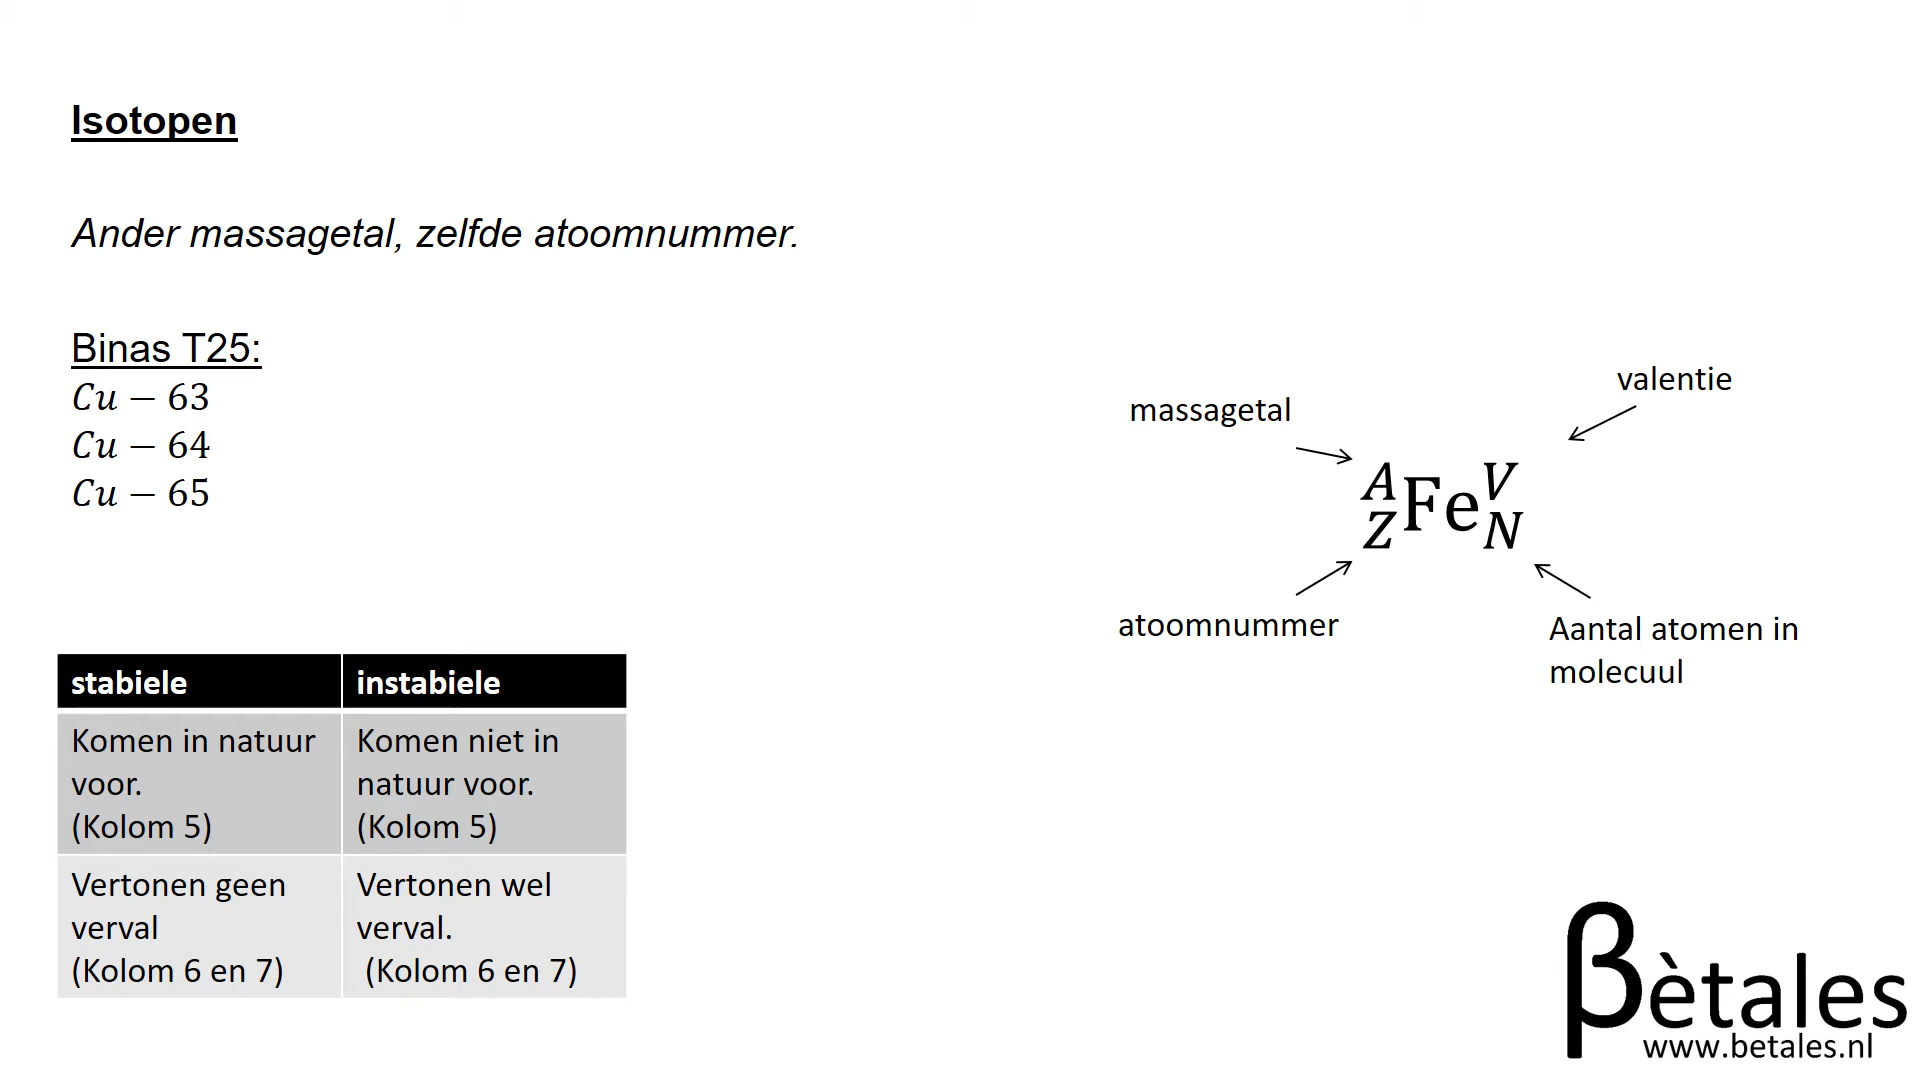 Isotopen
Ander massagetal, zelfde atoomnummer.
Binas T25:
Cu − 63
Cu − 64
Cu − 65
stabiele
instabiele
Komen in natuur
voor.
(Kolom 5)
Komen niet in
natuur voor.
(Kolom 5)
Vertonen geen
verval
(Kolom 6 en 7)
Vertonen wel
verval.
(Kolom 6 en 7)
massagetal
valentie
A
Z
Fe
V
N
atoomnummer
Aantal atomen in
molecuul
βètales
www.betales.nl